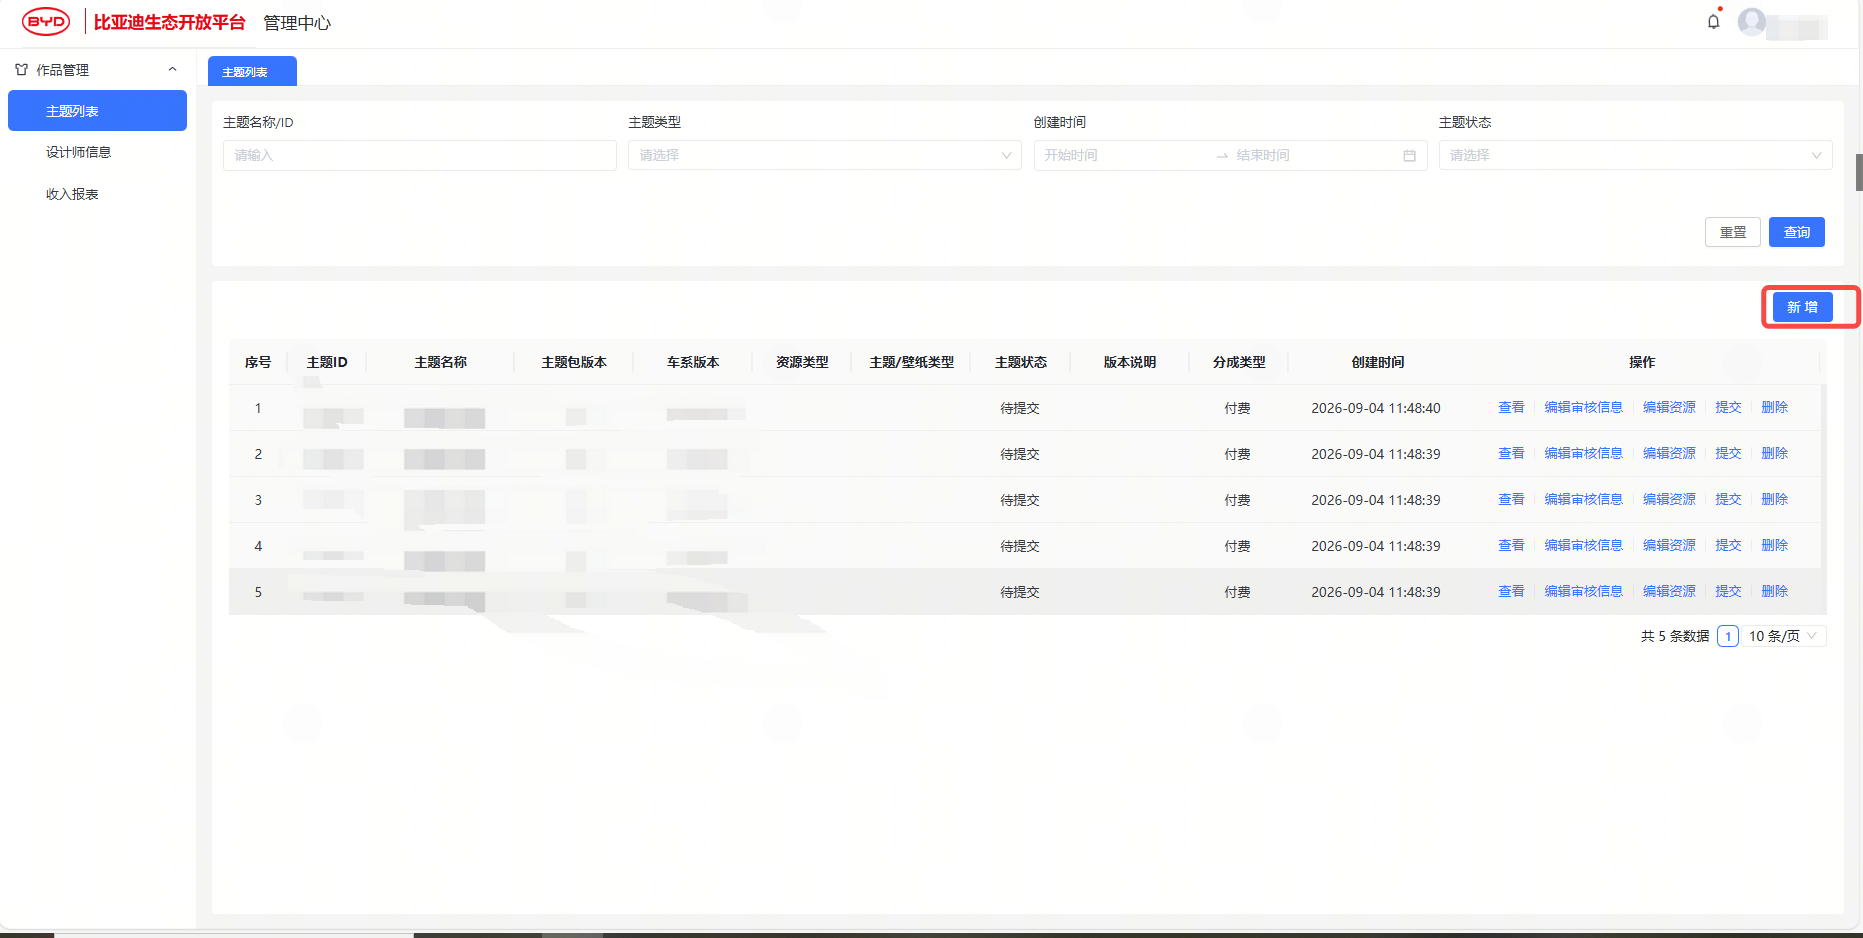 BYD 比亚迪生态开放平台 管理中心
作品管理
主题列表
设计师信息
收入报表
主题列表
主题名称/ID 主题类型 创建时间 主题状态
请输入 请选择 开始时间 → 结束时间 请选择
重置 查询
新增
序号 主题ID 主题名称 主题包版本 车系版本 资源类型 主题/壁纸类型 主题状态 版本说明 分成类型 创建时间 操作
1 待提交 付费 2026-09-04 11:48:40 查看 编辑审核信息 编辑资源 提交 删除
2 待提交 付费 2026-09-04 11:48:39 查看 编辑审核信息 编辑资源 提交 删除
3 待提交 付费 2026-09-04 11:48:39 查看 编辑审核信息 编辑资源 提交 删除
4 待提交 付费 2026-09-04 11:48:39 查看 编辑审核信息 编辑资源 提交 删除
5 待提交 付费 2026-09-04 11:48:39 查看 编辑审核信息 编辑资源 提交 删除
共 5 条数据 1 10 条/页